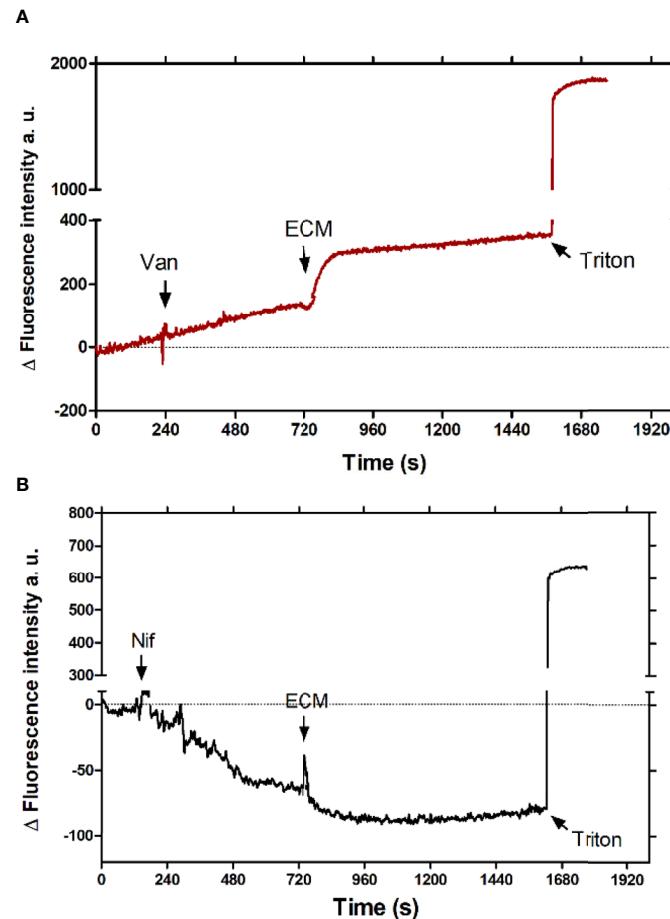 A
2000
1000
400
200
0
-200
Δ Fluorescence intensity a. u.
Van
ECM
Triton
0 240 480 720 960 1200 1440 1680 1920
Time (s)
B
800
700
600
500
400
300
0
-50
-100
Δ Fluorescence intensity a. u.
Nif
ECM
Triton
0 240 480 720 960 1200 1440 1680 1920
Time (s)